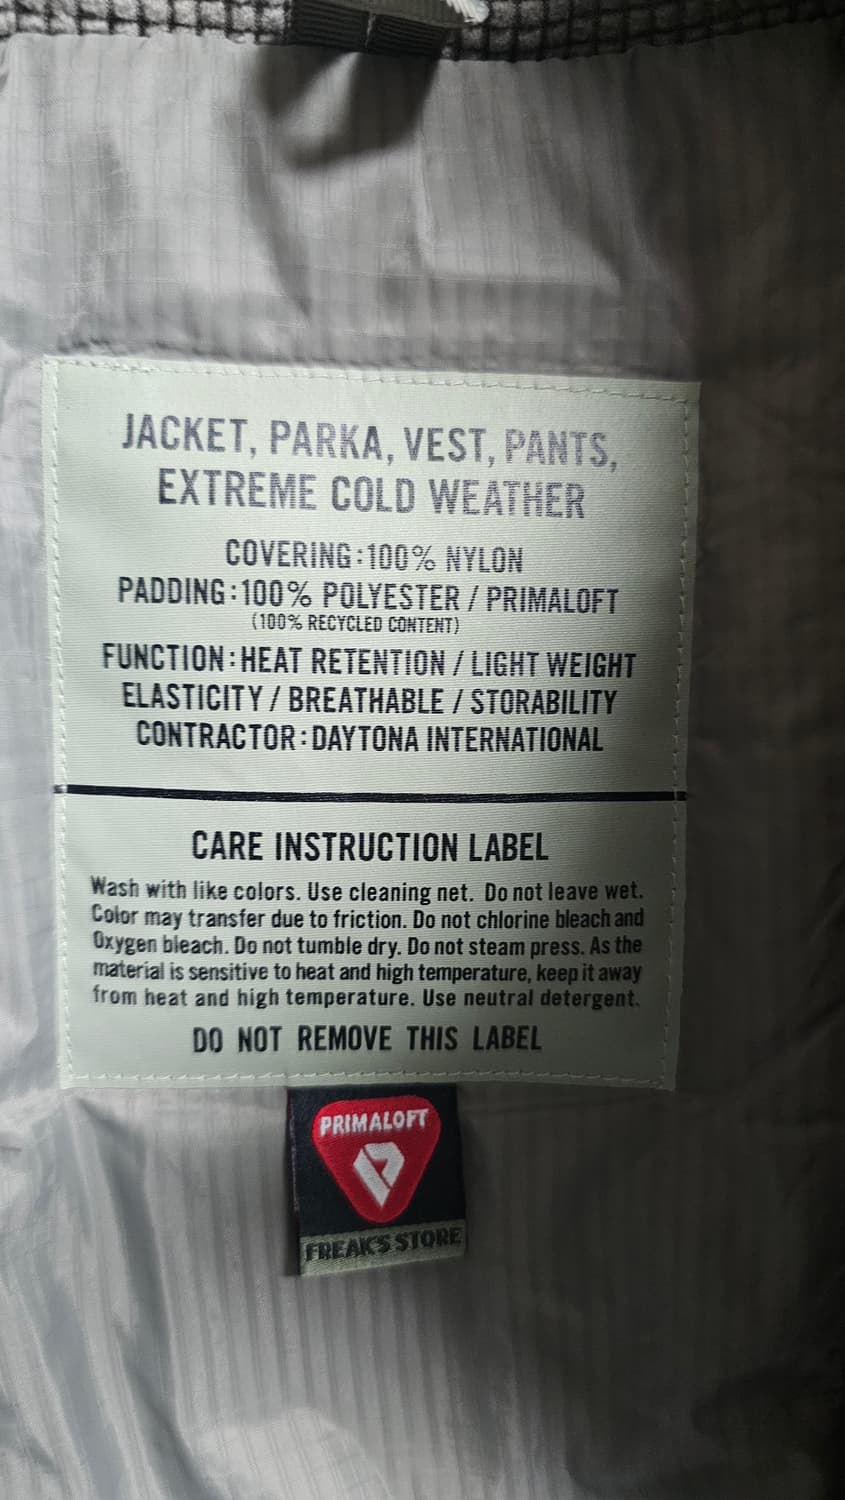 JACKET, PARKA, VEST, PANTS,
EXTREME COLD WEATHER
COVERING:100% NYLON
PADDING:100% POLYESTER / PRIMALOFT
(100% RECYCLED CONTENT)
FUNCTION:HEAT RETENTION / LIGHT WEIGHT
ELASTICITY / BREATHABLE / STORABILITY
CONTRACTOR:DAYTONA INTERNATIONAL
CARE INSTRUCTION LABEL
Wash with like colors. Use cleaning net. Do not leave wet.
Color may transfer due to friction. Do not chlorine bleach and
Oxygen bleach. Do not tumble dry. Do not steam press. As the
material is sensitive to heat and high temperature, keep it away
from heat and high temperature. Use neutral detergent.
DO NOT REMOVE THIS LABEL
PRIMALOFT
FREAK'S STORE